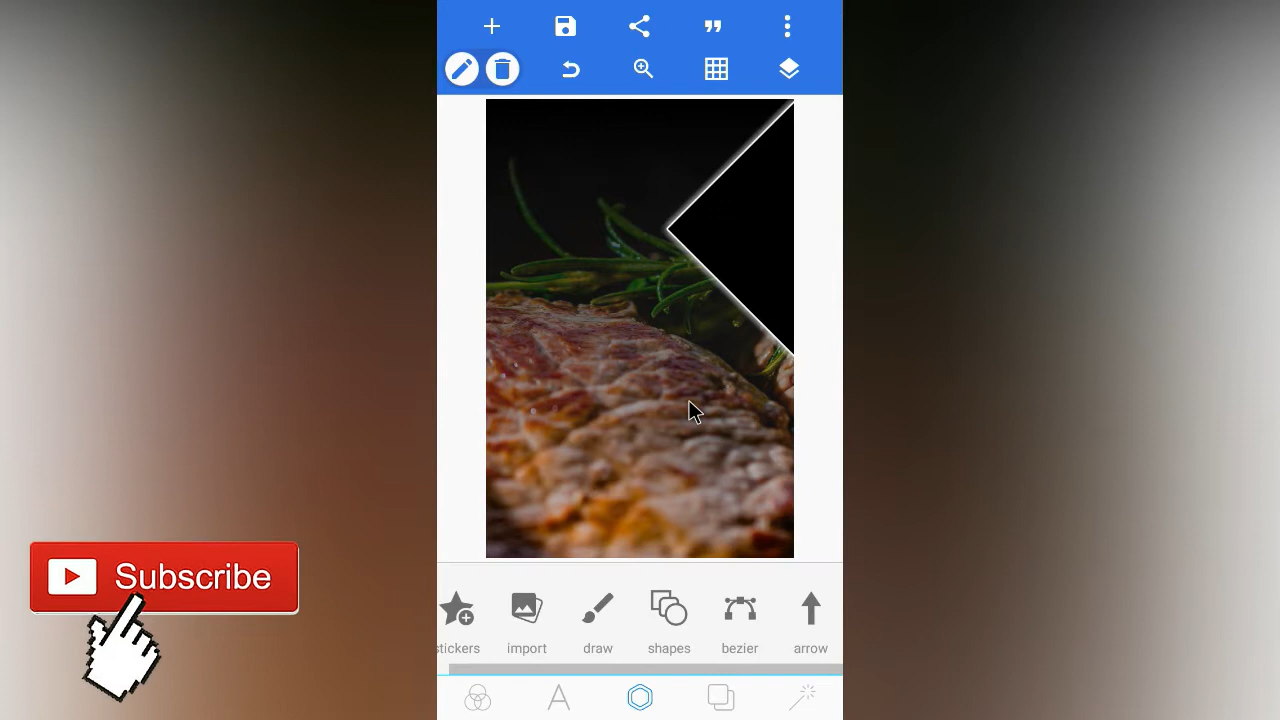 Subscribe
stickers
import
draw
shapes
bezier
arrow